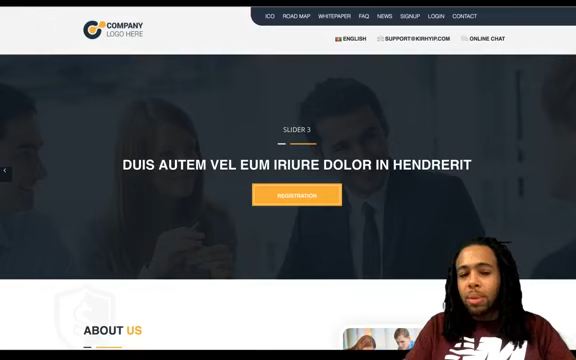 COMPANY
LOGO HERE
ICO ROAD MAP WHITEPAPER FAQ NEWS SIGNUP LOGIN CONTACT
ENGLISH SUPPORT@KIRHYIP.COM ONLINE CHAT
SLIDER 3
DUIS AUTEM VEL EUM IRIURE DOLOR IN HENDRERIT
REGISTRATION
ABOUT US